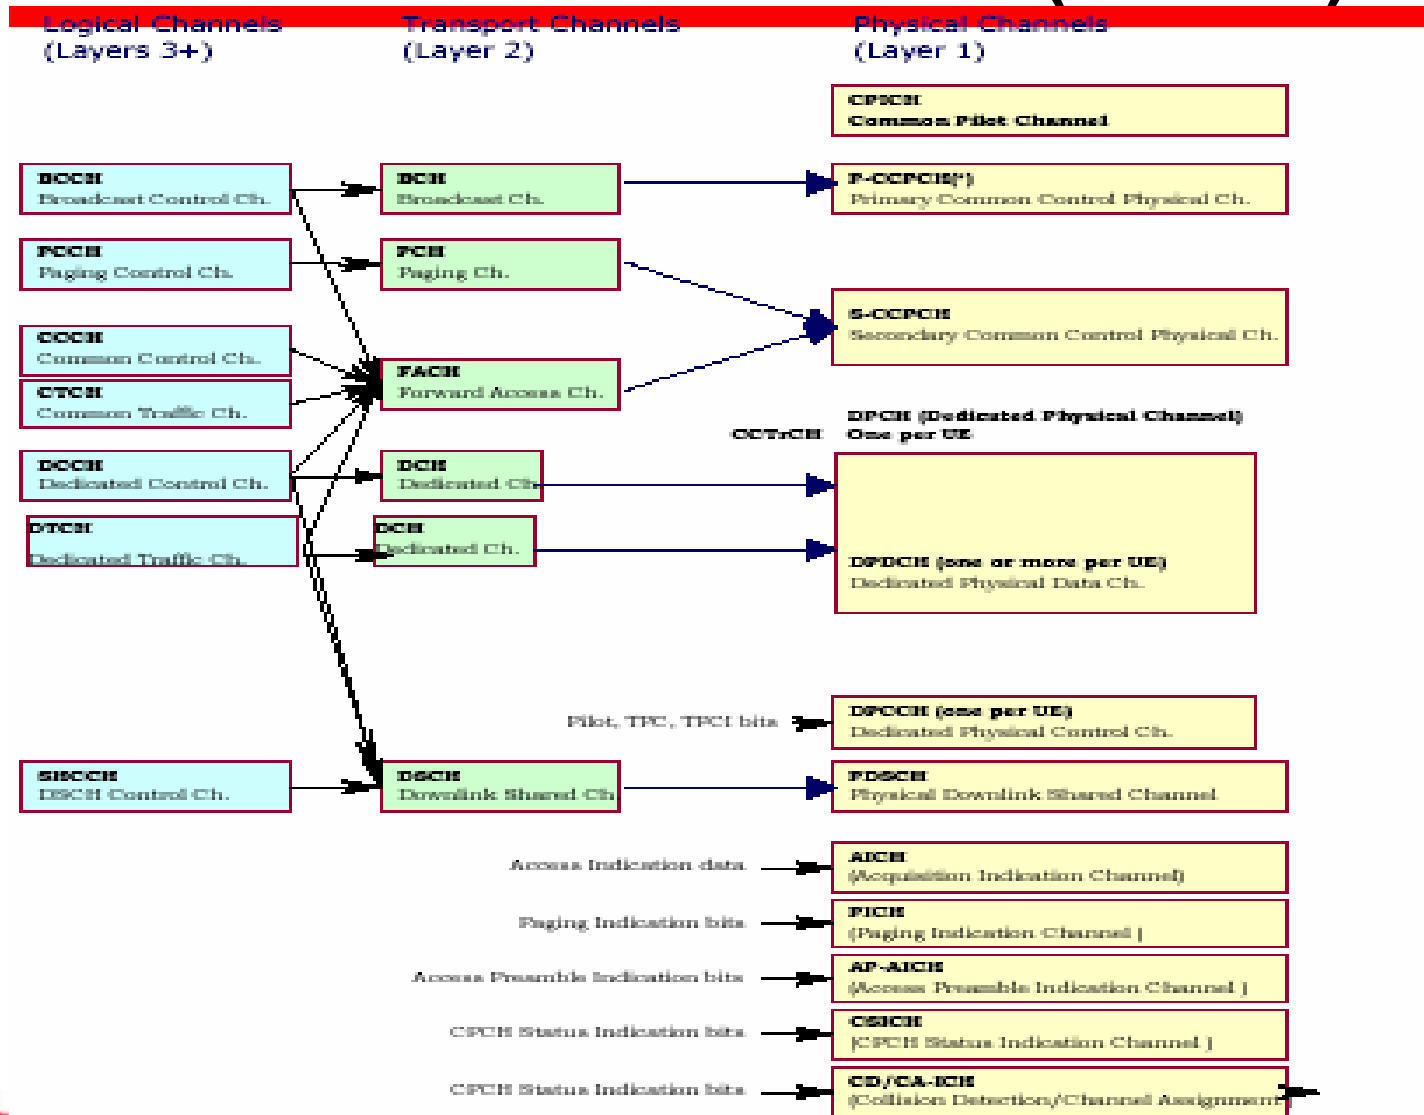 Logical Channels
(Layers 3+)
Transport Channels
(Layer 2)
Physical Channels
(Layer 1)
CPICH
Common Pilot Channel
BCCH
Broadcast Control Ch.
BCH
Broadcast Ch.
P-CCPCH(*)
Primary Common Control Physical Ch.
PCCH
Paging Control Ch.
PCH
Paging Ch.
S-CCPCH
Secondary Common Control Physical Ch.
CCCH
Common Control Ch.
CTCH
Common Traffic Ch.
FACH
Forward Access Ch.
DPCH (Dedicated Physical Channel)
CCTrCH One per UE
DCCH
Dedicated Control Ch.
DCH
Dedicated Ch.
DTCH
Dedicated Traffic Ch.
DCH
Dedicated Ch.
DPDCH (one or more per UE)
Dedicated Physical Data Ch.
Pilot, TPC, TFCI bits
DPCCH (one per UE)
Dedicated Physical Control Ch.
SHCCH
DSCH Control Ch.
DSCH
Downlink Shared Ch.
PDSCH
Physical Downlink Shared Channel
Access Indication data
AICH
(Acquisition Indication Channel)
Paging Indication bits
PICH
(Paging Indication Channel )
Access Preamble Indication bits
AP-AICH
(Access Preamble Indication Channel )
CPCH Status Indication bits
CSICH
(CPCH Status Indication Channel )
CPCH Status Indication bits
CD/CA-ICH
(Collision Detection/Channel Assignment